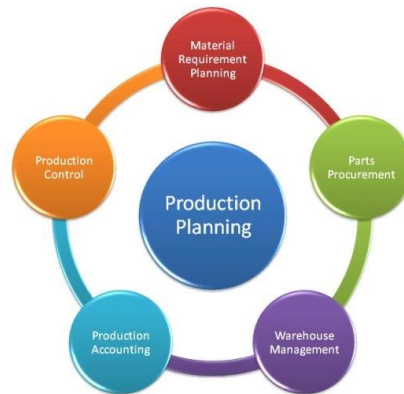 Material
Requirement
Planning
Production
Control
Parts
Procurement
Production
Planning
Production
Accounting
Warehouse
Management